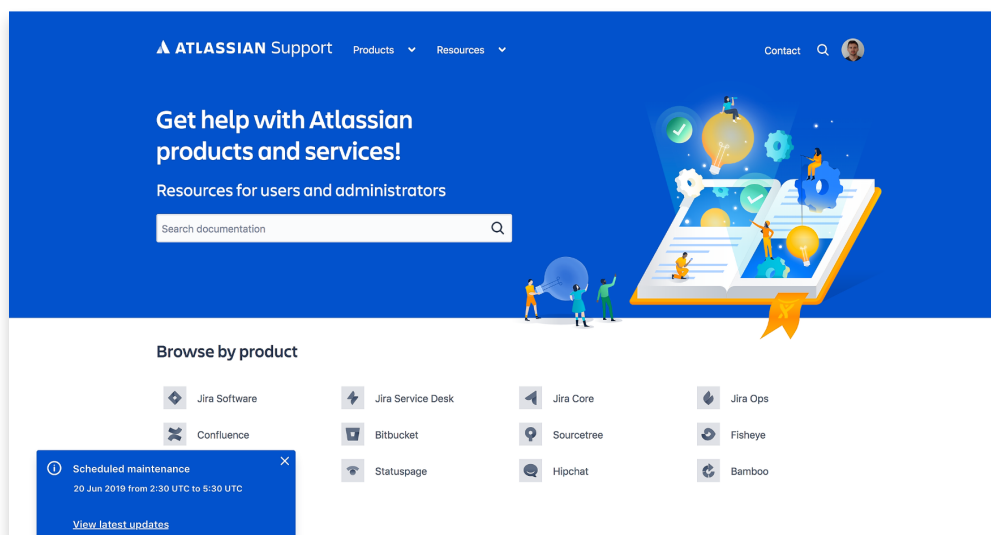 ATLASSIAN Support Products Resources Contact
Get help with Atlassian
products and services!
Resources for users and administrators
Search documentation
Browse by product
Jira Software Jira Service Desk Jira Core Jira Ops
Confluence Bitbucket Sourcetree Fisheye
Statuspage Hipchat Bamboo
Scheduled maintenance
20 Jun 2019 from 2:30 UTC to 5:30 UTC
View latest updates